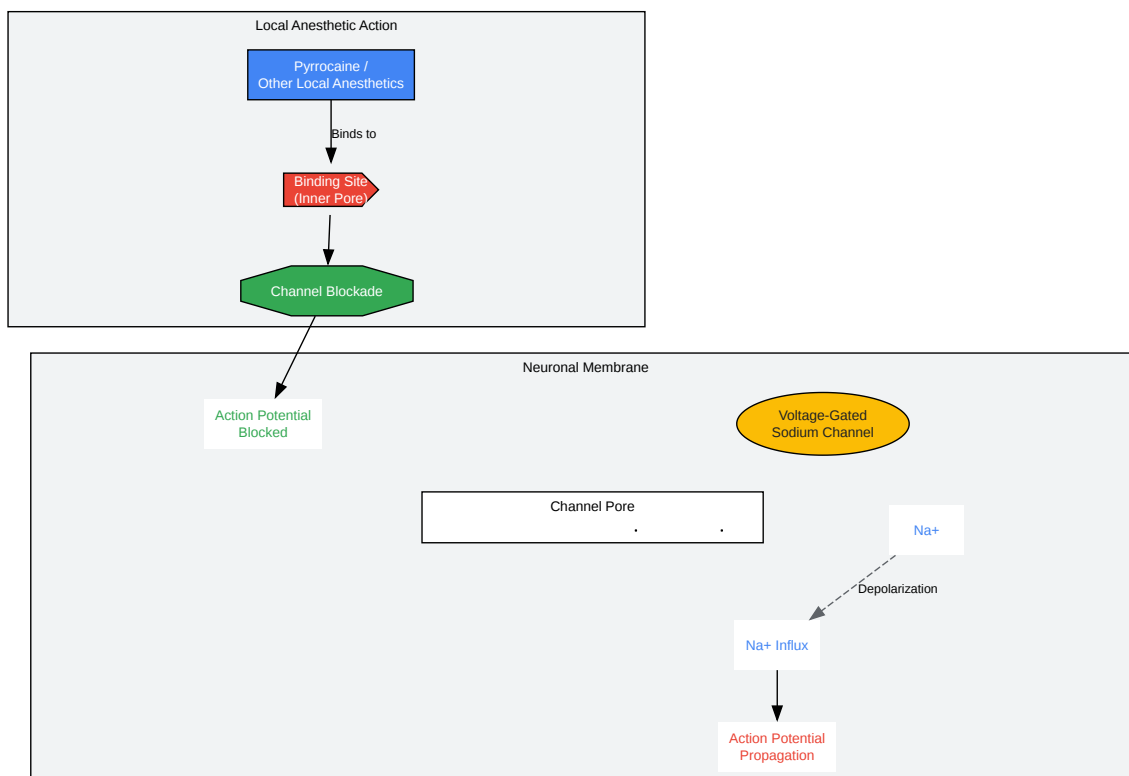 Local Anesthetic Action
Pyrrocaine /
Other Local Anesthetics
Binds to
Binding Site
(Inner Pore)
Channel Blockade
Neuronal Membrane
Action Potential
Blocked
Voltage-Gated
Sodium Channel
Channel Pore
Na+
Depolarization
Na+ Influx
Action Potential
Propagation